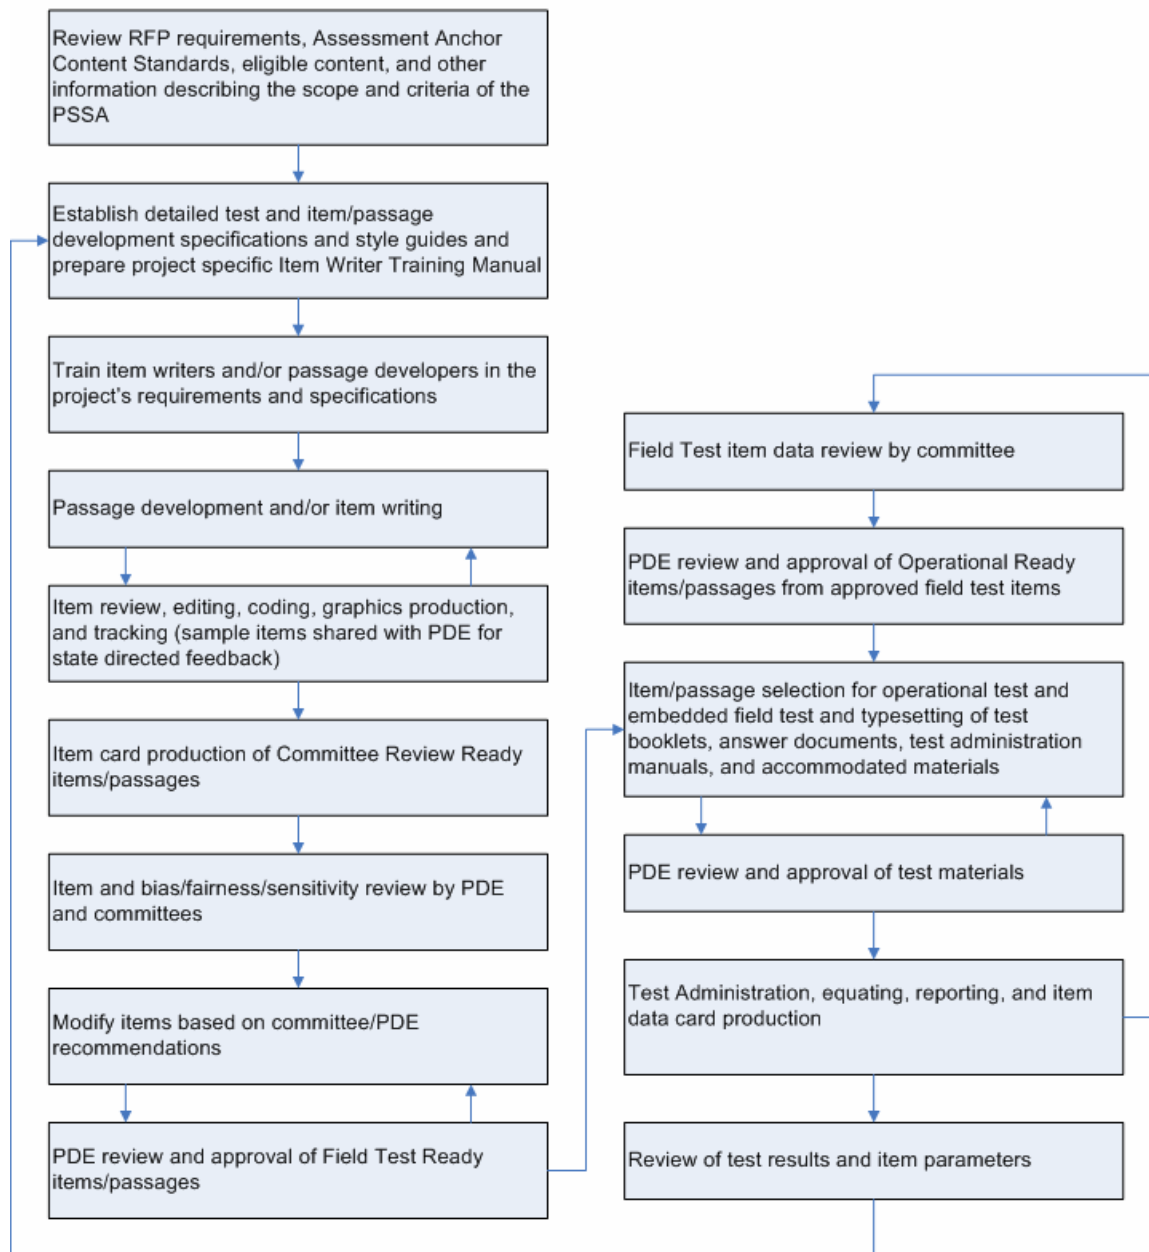 Review RFP requirements, Assessment Anchor
Content Standards, eligible content, and other
information describing the scope and criteria of the
PSSA
Establish detailed test and item/passage
development specifications and style guides and
prepare project specific Item Writer Training Manual
Train item writers and/or passage developers in the
project's requirements and specifications
Passage development and/or item writing
Item review, editing, coding, graphics production,
and tracking (sample items shared with PDE for
state directed feedback)
Item card production of Committee Review Ready
items/passages
Item and bias/fairness/sensitivity review by PDE
and committees
Modify items based on committee/PDE
recommendations
PDE review and approval of Field Test Ready
items/passages
Field Test item data review by committee
PDE review and approval of Operational Ready
items/passages from approved field test items
Item/passage selection for operational test and
embedded field test and typesetting of test
booklets, answer documents, test administration
manuals, and accommodated materials
PDE review and approval of test materials
Test Administration, equating, reporting, and item
data card production
Review of test results and item parameters